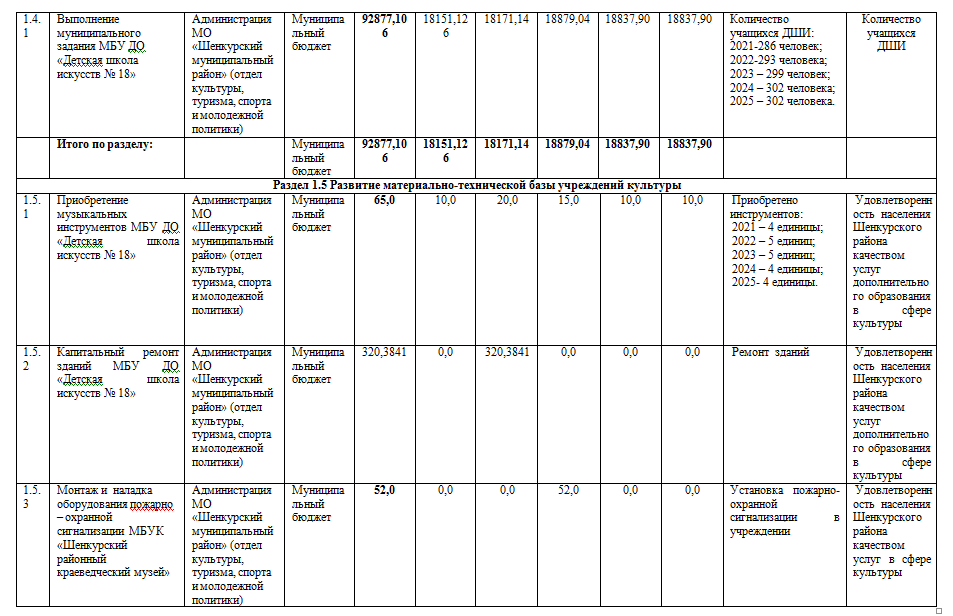 1.4.1 Выполнение муниципального задания МБУ ДО «Детская школа искусств № 18» Администрация МО «Шенкурский муниципальный район» (отдел культуры, туризма, спорта и молодежной политики) Муниципальный бюджет 92877,106 18151,126 18171,14 18879,04 18837,90 18837,90 Количество учащихся ДШИ: 2021-286 человек; 2022-293 человека; 2023 – 299 человек; 2024 – 302 человека; 2025 – 302 человека. Количество учащихся ДШИ
Итого по разделу: Муниципальный бюджет 92877,106 18151,126 18171,14 18879,04 18837,90 18837,90
Раздел 1.5 Развитие материально-технической базы учреждений культуры
1.5.1 Приобретение музыкальных инструментов МБУ ДО «Детская школа искусств № 18» Администрация МО «Шенкурский муниципальный район» (отдел культуры, туризма, спорта и молодежной политики) Муниципальный бюджет 65,0 10,0 20,0 15,0 10,0 10,0 Приобретено инструментов: 2021 – 4 единицы; 2022 – 5 единиц; 2023 – 5 единиц; 2024 – 4 единицы; 2025- 4 единицы. Удовлетворенность населения Шенкурского района качеством услуг дополнительного образования в сфере культуры
1.5.2 Капитальный ремонт зданий МБУ ДО «Детская школа искусств № 18» Администрация МО «Шенкурский муниципальный район» (отдел культуры, туризма, спорта и молодежной политики) Муниципальный бюджет 320,3841 0,0 320,3841 0,0 0,0 0,0 Ремонт зданий Удовлетворенность населения Шенкурского района качеством услуг дополнительного образования в сфере культуры
1.5.3 Монтаж и наладка оборудования пожарно – охранной сигнализации МБУК «Шенкурский районный краеведческий музей» Администрация МО «Шенкурский муниципальный район» (отдел культуры, туризма, спорта и молодежной политики) Муниципальный бюджет 52,0 0,0 0,0 52,0 0,0 0,0 Установка пожарно-охранной сигнализации в учреждении Удовлетворенность населения Шенкурского района качеством услуг в сфере культуры